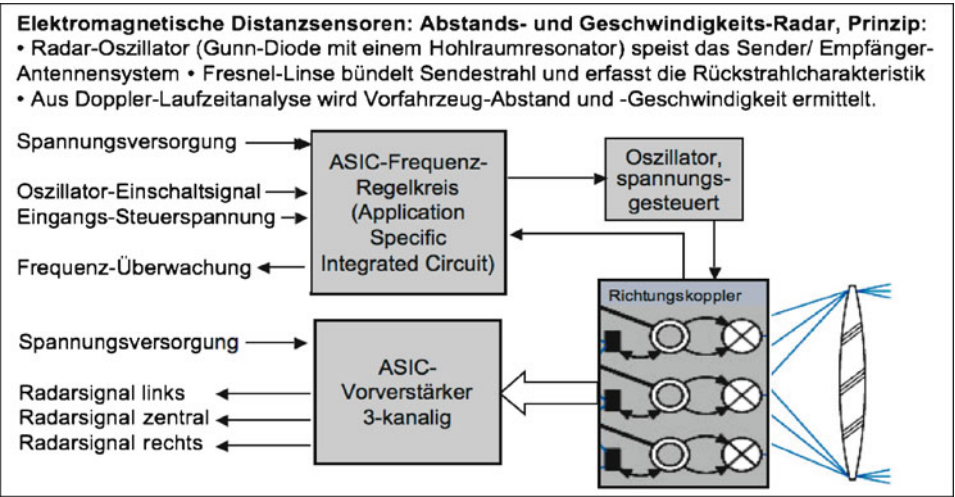 Elektromagnetische Distanzsensoren: Abstands- und Geschwindigkeits-Radar, Prinzip:
• Radar-Oszillator (Gunn-Diode mit einem Hohlraumresonator) speist das Sender/ Empfänger-
Antennensystem • Fresnel-Linse bündelt Sendestrahl und erfasst die Rückstrahlcharakteristik
• Aus Doppler-Laufzeitanalyse wird Vorfahrzeug-Abstand und -Geschwindigkeit ermittelt.
Spannungsversorgung
Oszillator-Einschaltsignal
Eingangs-Steuerspannung
Frequenz-Überwachung
ASIC-Frequenz-
Regelkreis
(Application
Specific
Integrated Circuit)
Oszillator,
spannungs-
gesteuert
Richtungskoppler
Spannungsversorgung
Radarsignal links
Radarsignal zentral
Radarsignal rechts
ASIC-
Vorverstärker
3-kanalig